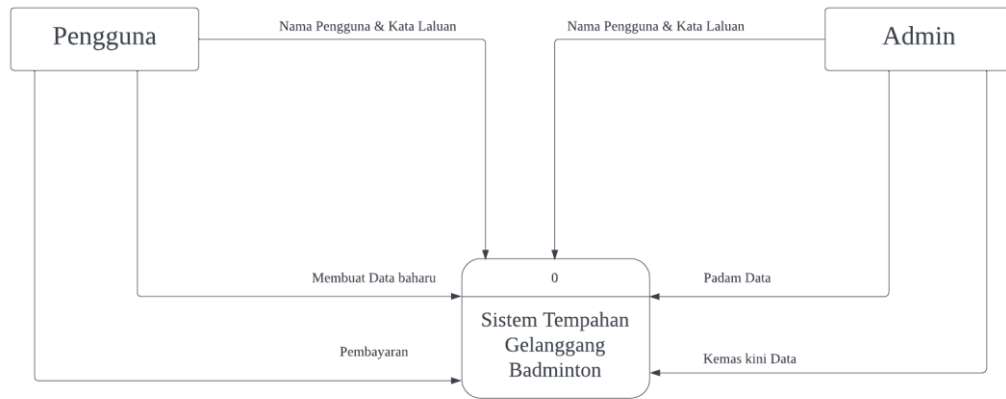 Pengguna
Nama Pengguna & Kata Laluan
Nama Pengguna & Kata Laluan
Admin
Membuat Data baharu
0
Padam Data
Sistem Tempahan
Gelanggang
Badminton
Pembayaran
Kemas kini Data